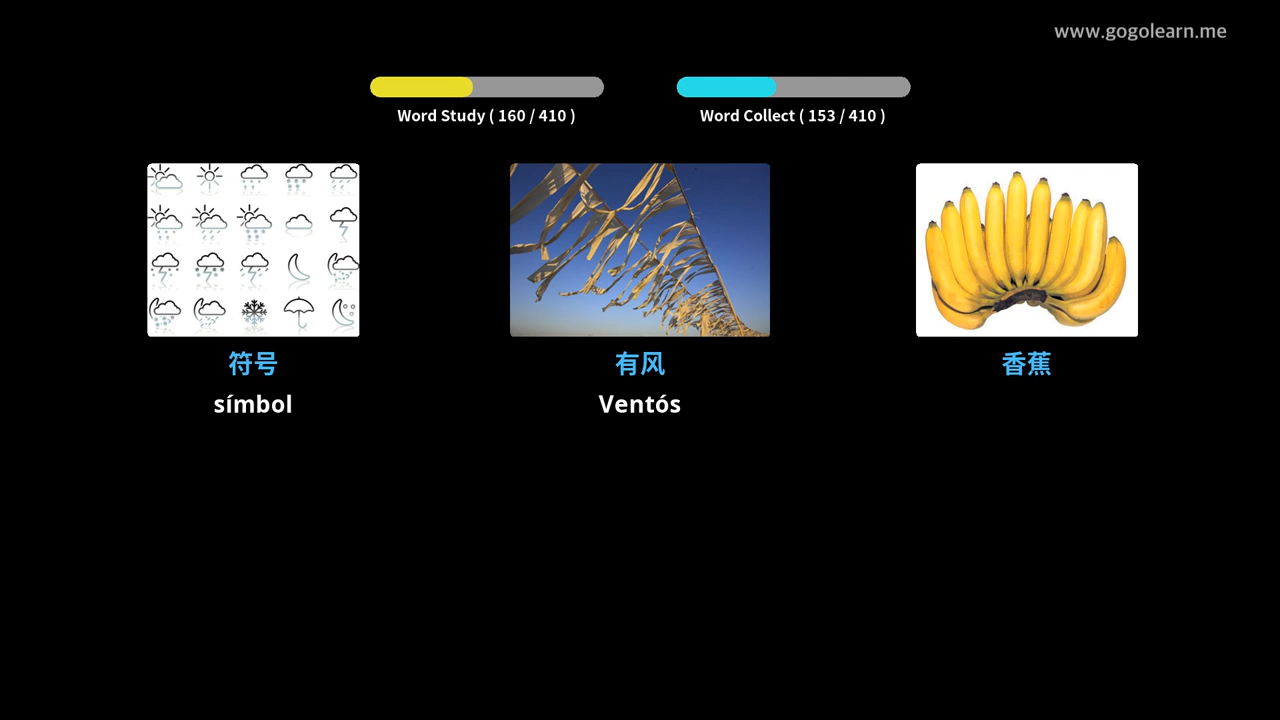 www.gogolearn.me
Word Study ( 160 / 410 )
Word Collect ( 153 / 410 )
符号
símbol
有风
Ventós
香蕉